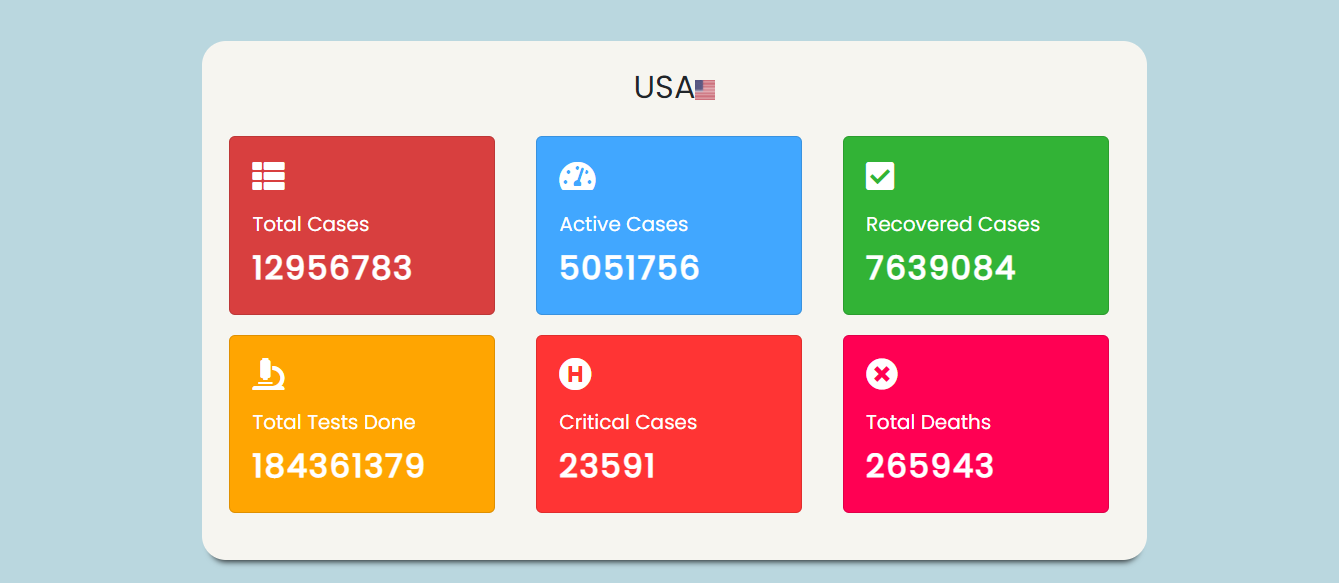 USA
Total Cases
12956783
Active Cases
5051756
Recovered Cases
7639084
Total Tests Done
184361379
H
Critical Cases
23591
Total Deaths
265943